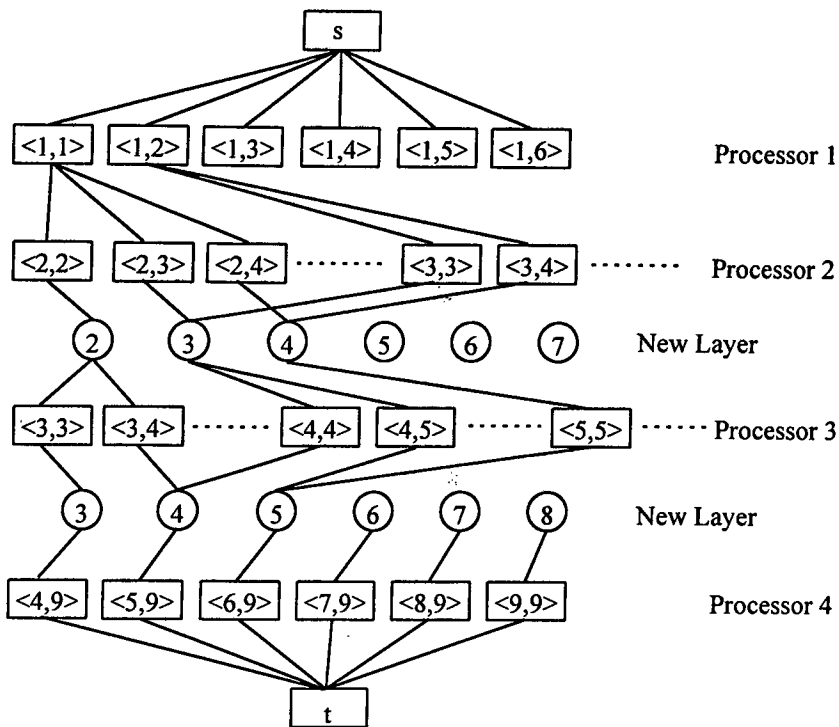 s
<1,1> <1,2> <1,3> <1,4> <1,5> <1,6> Processor 1
<2,2> <2,3> <2,4> ........ <3,3> <3,4> ......... Processor 2
2 3 4 5 6 7 New Layer
<3,3> <3,4> ........ <4,4> <4,5> ....... <5,5> ....... Processor 3
3 4 5 6 7 8 New Layer
<4,9> <5,9> <6,9> <7,9> <8,9> <9,9> Processor 4
t